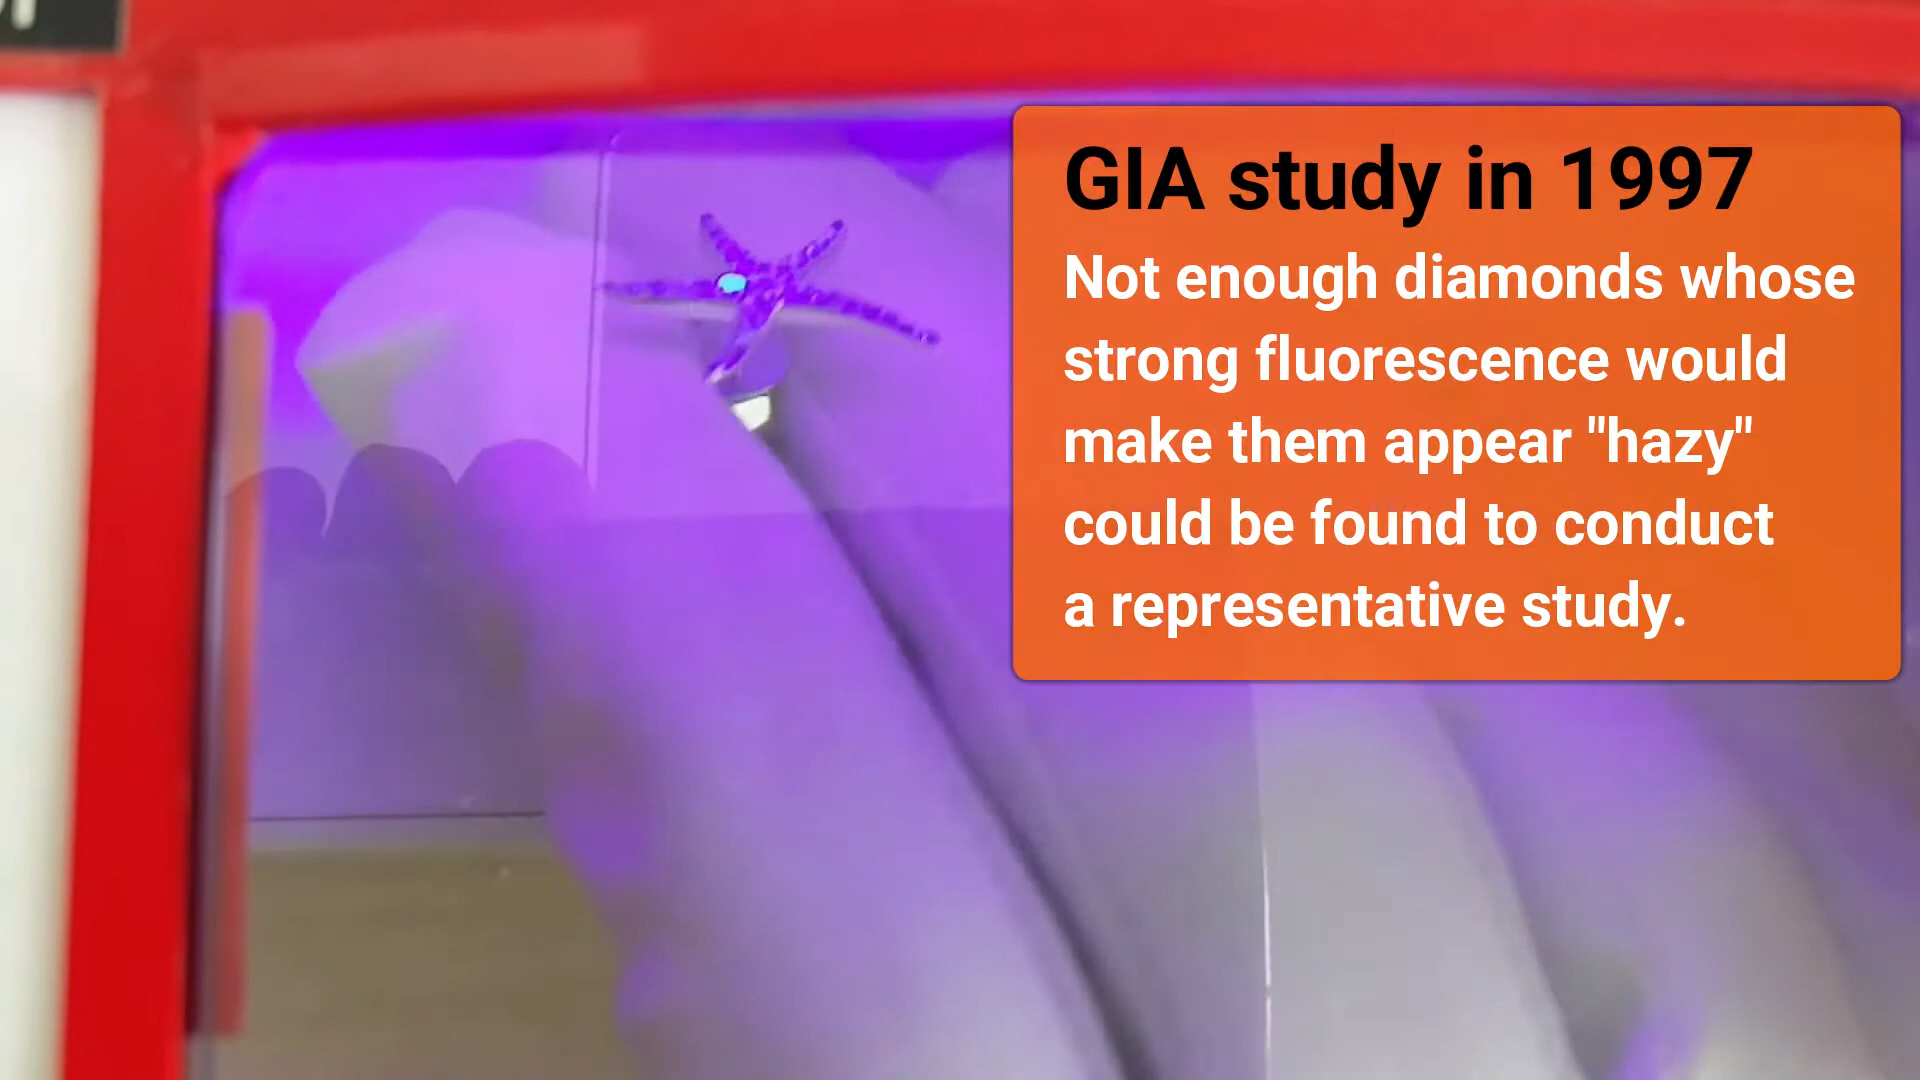 GIA study in 1997
Not enough diamonds whose
strong fluorescence would
make them appear "hazy"
could be found to conduct
a representative study.